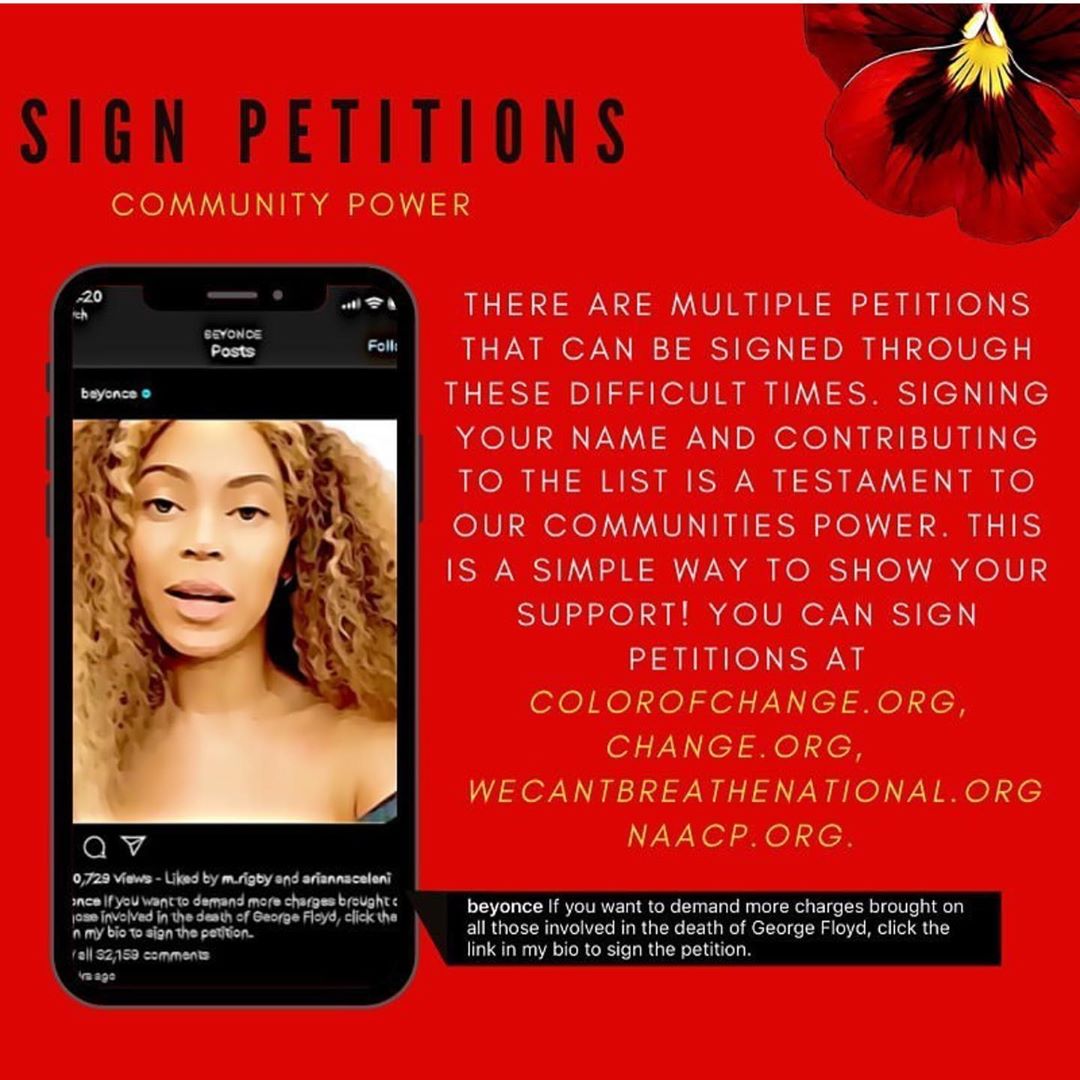 SIGN PETITIONS
COMMUNITY POWER
-20
rch
BEYONCE
Posts
Foll
beyonce
THERE ARE MULTIPLE PETITIONS
THAT CAN BE SIGNED THROUGH
THESE DIFFICULT TIMES. SIGNING
YOUR NAME AND CONTRIBUTING
TO THE LIST IS A TESTAMENT TO
OUR COMMUNITIES POWER. THIS
IS A SIMPLE WAY TO SHOW YOUR
SUPPORT! YOU CAN SIGN
PETITIONS AT
COLOROFCHANGE.ORG,
CHANGE.ORG,
WECANTBREATHENATIONAL.ORG
NAACP.ORG.
0,729 views - Liked by m.rigby and ariannaceleni
once If you want to demand more charges brought o
ose involved in the death of George Floyd, click the
n my bio to sign the petition.
all 32,159 comments
rs ago
beyonce If you want to demand more charges brought on
all those involved in the death of George Floyd, click the
link in my bio to sign the petition.